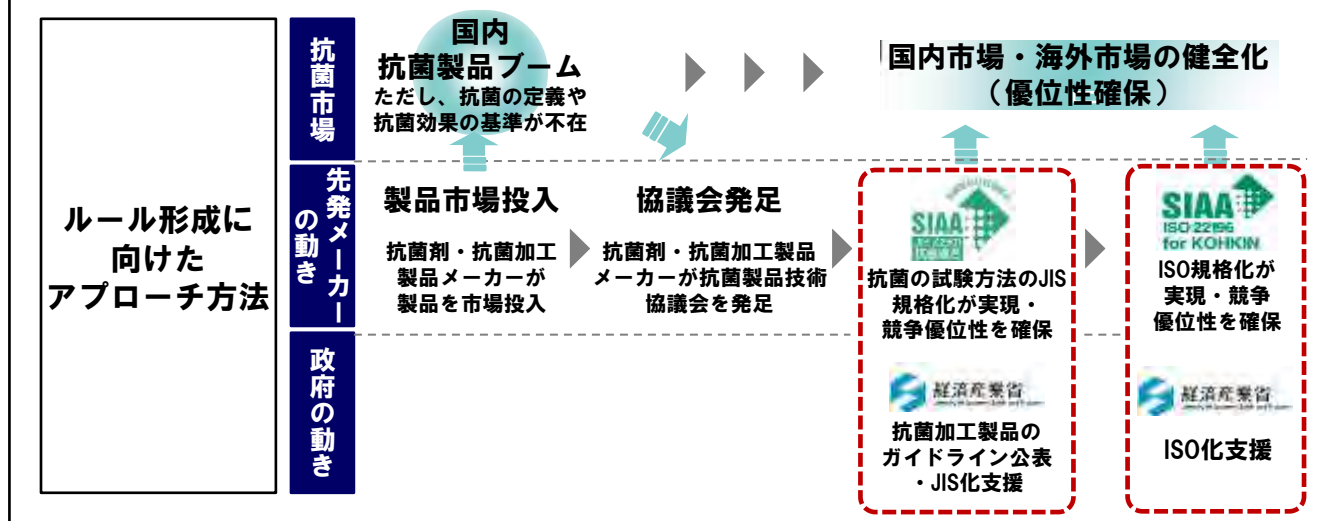 ルール形成に
向けた
アプローチ方法
抗菌市場
国内
抗菌製品ブーム
ただし、抗菌の定義や
抗菌効果の基準が不在
国内市場・海外市場の健全化
（優位性確保）
先発メーカー
の動き
製品市場投入
抗菌剤・抗菌加工
製品メーカーが
製品を市場投入
協議会発足
抗菌剤・抗菌加工製品
メーカーが抗菌製品技術
協議会を発足
SIAA
抗菌の試験方法のJIS
規格化が実現・
競争優位性を確保
SIAA
ISO 22196
for KOHKIN
ISO規格化が
実現・競争
優位性を確保
政府の動き
経済産業省
抗菌加工製品の
ガイドライン公表
・JIS化支援
経済産業省
ISO化支援